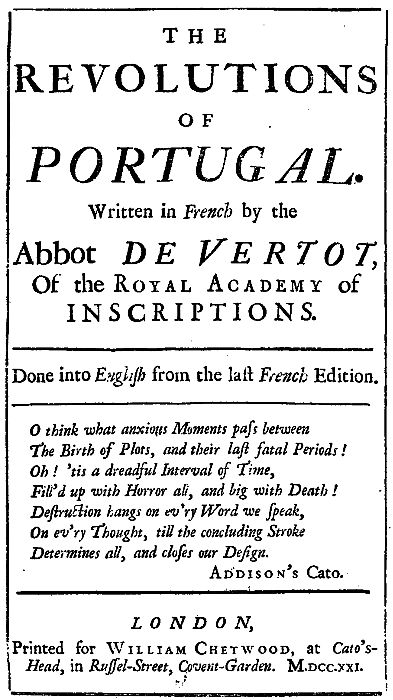 THE
REVOLUTIONS
OF
PORTUGAL.
Written in French by the
Abbot DE VERTOT,
Of the ROYAL ACADEMY of
INSCRIPTIONS.
Done into Engliſh from the laſt French Edition.
O think what anxious Moments paſs between
The Birth of Plots, and their laſt fatal Periods!
Oh! 'tis a dreadful Interval of Time,
Fill'd up with Horror all, and big with Death!
Deſtruction hangs on ev'ry Word we ſpeak,
On ev'ry Thought, till the concluding Stroke
Determines all, and cloſes our Deſign.
ADDISON's Cato.
LONDON,
Printed for WILLIAM CHETWOOD, at Cato's-
Head, in Ruſſel-Street, Covent-Garden. M.DCC.XXI.